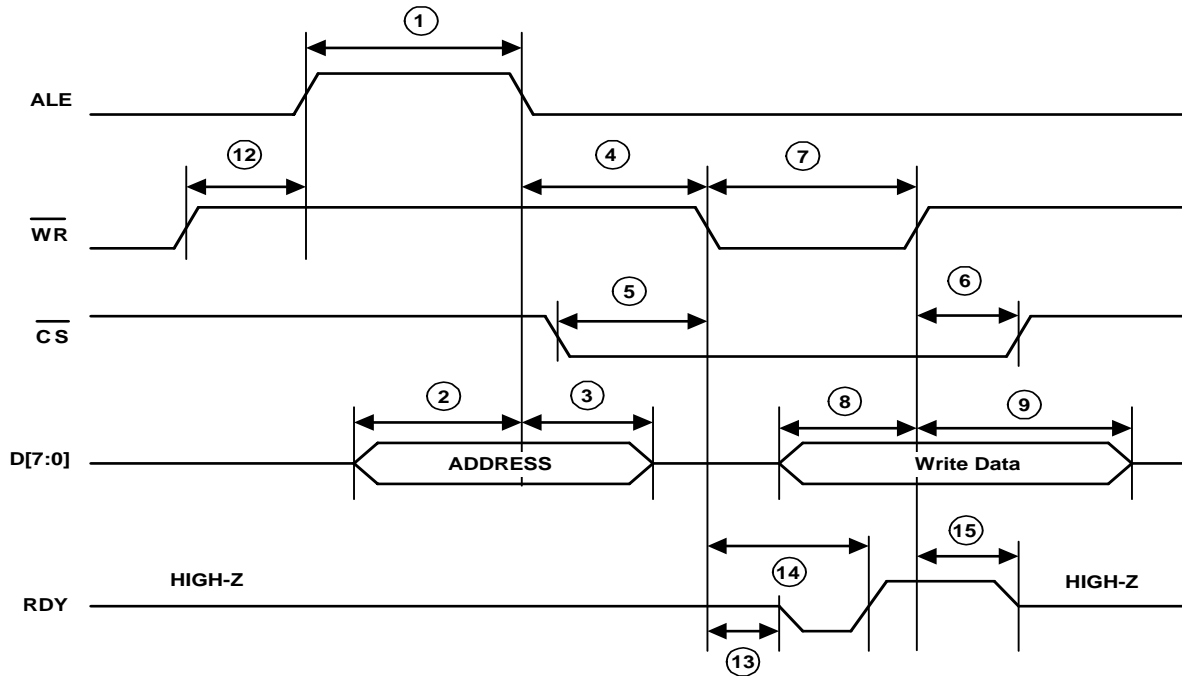 1
ALE
12
4
7
WR
5
6
CS
2
3
8
9
D[7:0]
ADDRESS
Write Data
15
HIGH-Z
14
HIGH-Z
RDY
13